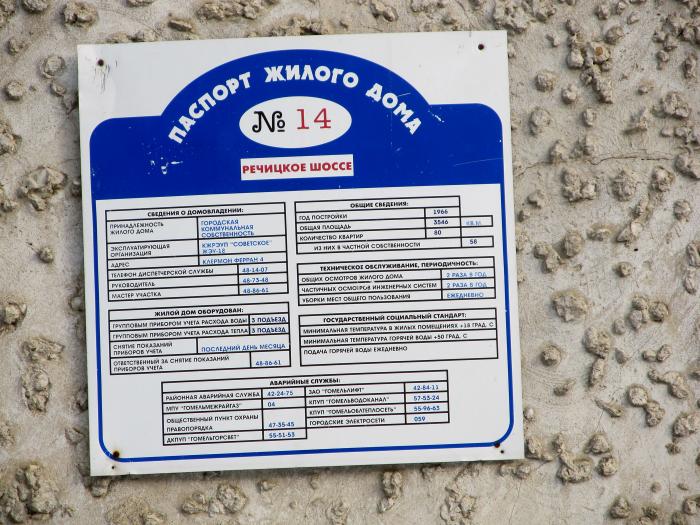 ПАСПОРТ ЖИЛОГО ДОМА
№ 14
РЕЧИЦКОЕ ШОССЕ
СВЕДЕНИЯ О ДОМОВЛАДЕНИИ:
ПРИНАДЛЕЖНОСТЬ ЖИЛОГО ДОМА
ГОРОДСКАЯ КОММУНАЛЬНАЯ СОБСТВЕННОСТЬ
ЭКСПЛУАТИРУЮЩАЯ ОРГАНИЗАЦИЯ
КЖРЭУП "СОВЕТСКОЕ" ЖЭУ-18
АДРЕС КЛЕРМОН ФЕРРАН 4
ТЕЛЕФОН ДИСПЕТЧЕРСКОЙ СЛУЖБЫ 48-14-07
РУКОВОДИТЕЛЬ 48-73-48
МАСТЕР УЧАСТКА 48-86-61
ОБЩИЕ СВЕДЕНИЯ:
ГОД ПОСТРОЙКИ 1966
ОБЩАЯ ПЛОЩАДЬ 3546 КВ.М.
КОЛИЧЕСТВО КВАРТИР 80
ИЗ НИХ В ЧАСТНОЙ СОБСТВЕННОСТИ 58
ТЕХНИЧЕСКОЕ ОБСЛУЖИВАНИЕ, ПЕРИОДИЧНОСТЬ:
ОБЩИХ ОСМОТРОВ ЖИЛОГО ДОМА 2 РАЗА В ГОД
ЧАСТИЧНЫХ ОСМОТРОВ ИНЖЕНЕРНЫХ СИСТЕМ 2 РАЗА В ГОД
УБОРКИ МЕСТ ОБЩЕГО ПОЛЬЗОВАНИЯ ЕЖЕДНЕВНО
ЖИЛОЙ ДОМ ОБОРУДОВАН:
ГРУППОВЫМ ПРИБОРОМ УЧЕТА РАСХОДА ВОДЫ 3 ПОДЪЕЗД
ГРУППОВЫМ ПРИБОРОМ УЧЕТА РАСХОДА ТЕПЛА 3 ПОДЪЕЗД
СНЯТИЕ ПОКАЗАНИЙ ПРИБОРОВ УЧЕТА
ПОСЛЕДНИЙ ДЕНЬ МЕСЯЦА
ОТВЕТСТВЕННЫЙ ЗА СНЯТИЕ ПОКАЗАНИЙ ПРИБОРОВ УЧЕТА
48-86-61
ГОСУДАРСТВЕННЫЙ СОЦИАЛЬНЫЙ СТАНДАРТ:
МИНИМАЛЬНАЯ ТЕМПЕРАТУРА В ЖИЛЫХ ПОМЕЩЕНИЯХ +18 ГРАД. С
МИНИМАЛЬНАЯ ТЕМПЕРАТУРА ГОРЯЧЕЙ ВОДЫ +50 ГРАД. С
ПОДАЧА ГОРЯЧЕЙ ВОДЫ ЕЖЕДНЕВНО
АВАРИЙНЫЕ СЛУЖБЫ:
РАЙОННАЯ АВАРИЙНАЯ СЛУЖБА 42-24-75
МПУ "ГОМЕЛЬМЕЖРАЙГАЗ" 04
ОБЩЕСТВЕННЫЙ ПУНКТ ОХРАНЫ
ПРАВОПОРЯДКА 47-35-45
ДКПУП "ГОМЕЛЬГОРСВЕТ" 55-51-53
ЗАО "ГОМЕЛЬЛИФТ" 42-84-11
КПУП "ГОМЕЛЬВОДОКАНАЛ" 57-53-24
КПУП "ГОМЕЛЬОБЛТЕПЛОСЕТЬ" 55-96-63
ГОРОДСКИЕ ЭЛЕКТРОСЕТИ 059